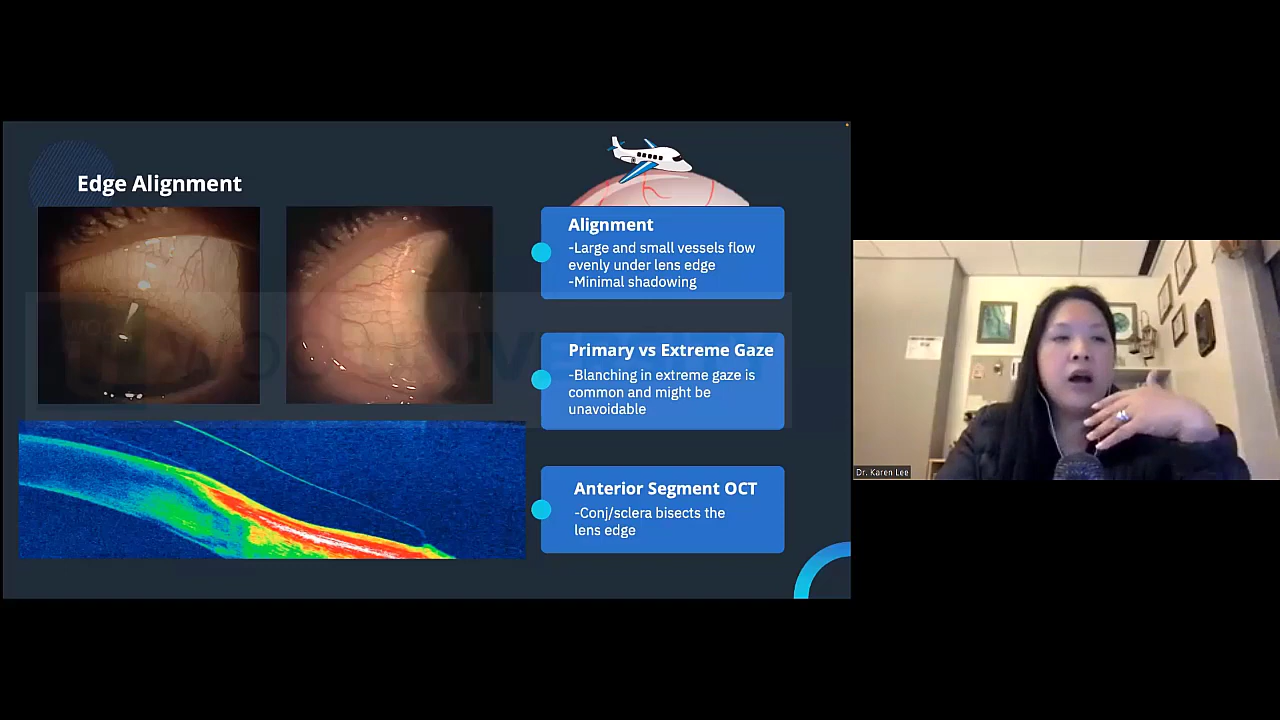 Edge Alignment
Alignment
-Large and small vessels flow
evenly under lens edge
-Minimal shadowing
Primary vs Extreme Gaze
-Blanching in extreme gaze is
common and might be
unavoidable
Anterior Segment OCT
-Conj/sclera bisects the
lens edge
Dr. Karen Lee